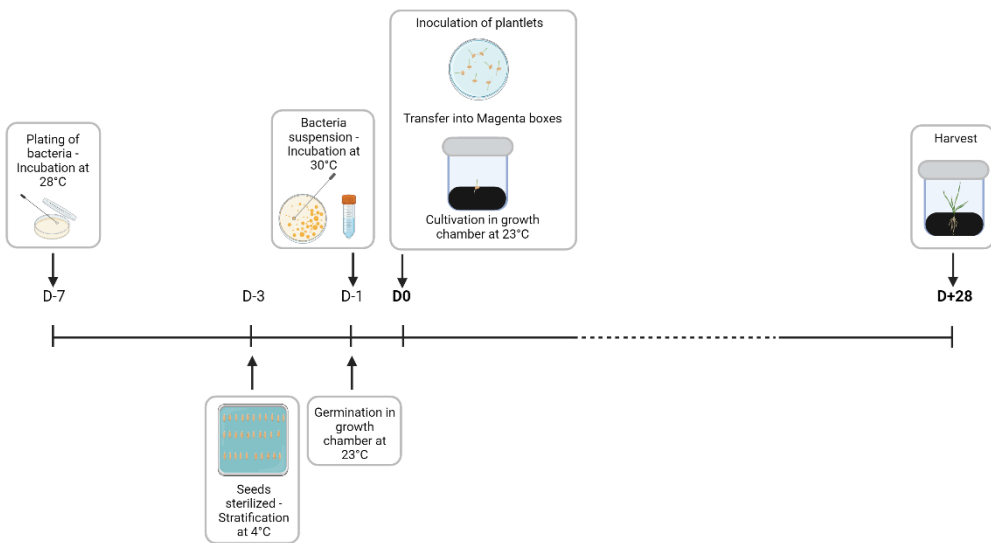 Inoculation of plantlets
Transfer into Magenta boxes
Cultivation in growth
chamber at 23°C
Plating of
bacteria -
Incubation at
28°C
Bacteria
suspension -
Incubation at
30°C
Harvest
D-7
D-3
D-1
D0
D+28
Seeds
sterilized -
Stratification
at 4°C
Germination in
growth
chamber at
23°C